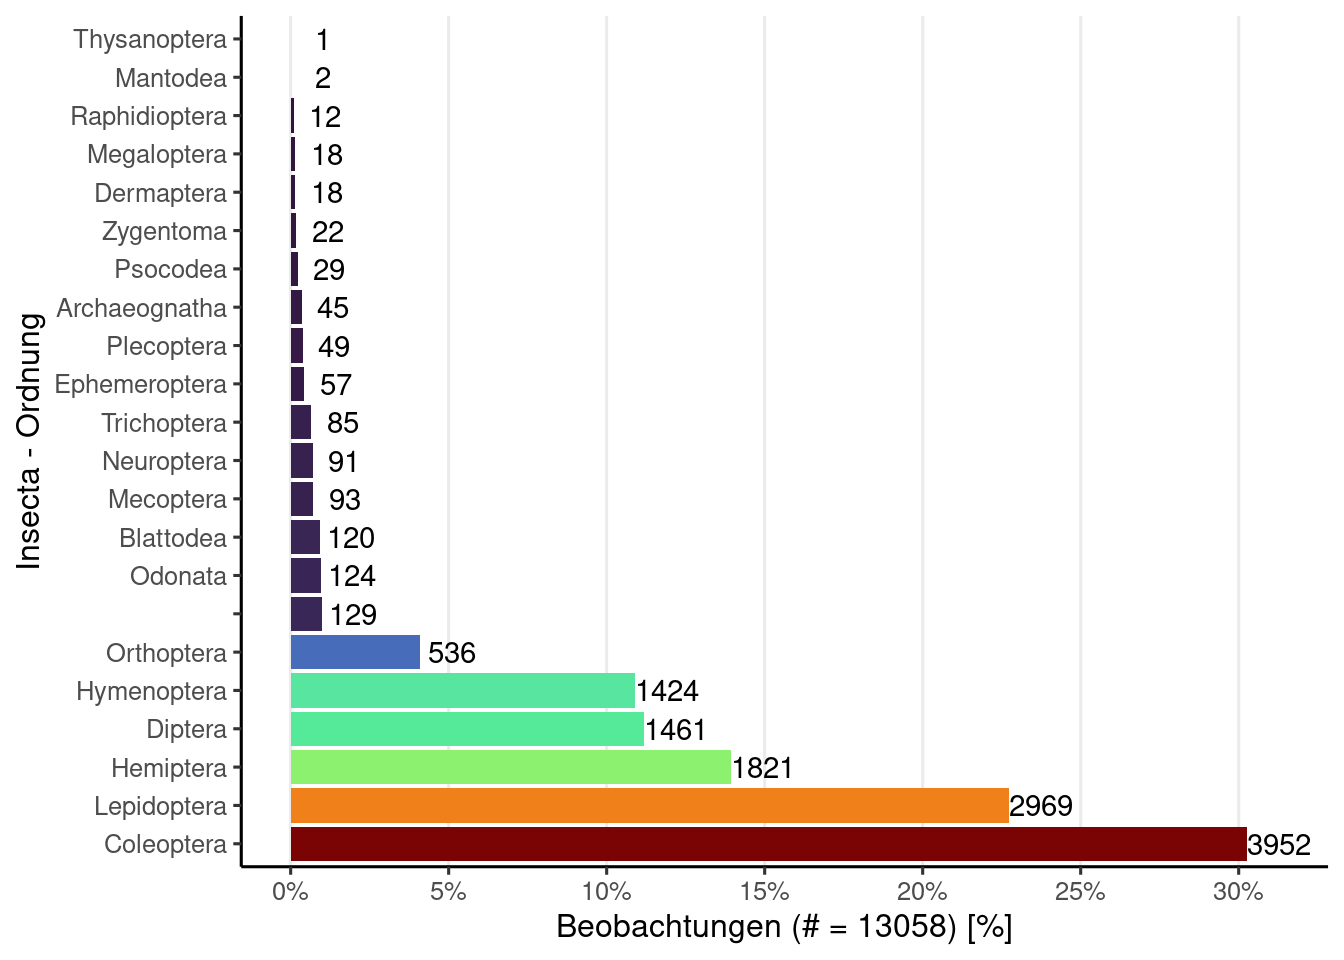 Thysanoptera 1
Mantodea 2
Raphidioptera 12
Megaloptera 18
Dermaptera 18
Zygentoma 22
Psocodea 29
Archaeognatha 45
Plecoptera 49
Ephemeroptera 57
Trichoptera 85
Neuroptera 91
Mecoptera 93
Blattodea 120
Odonata 124
129
Orthoptera 536
Hymenoptera 1424
Diptera 1461
Hemiptera 1821
Lepidoptera 2969
Coleoptera 3952
Insecta - Ordnung
0% 5% 10% 15% 20% 25% 30%
Beobachtungen (# = 13058) [%]